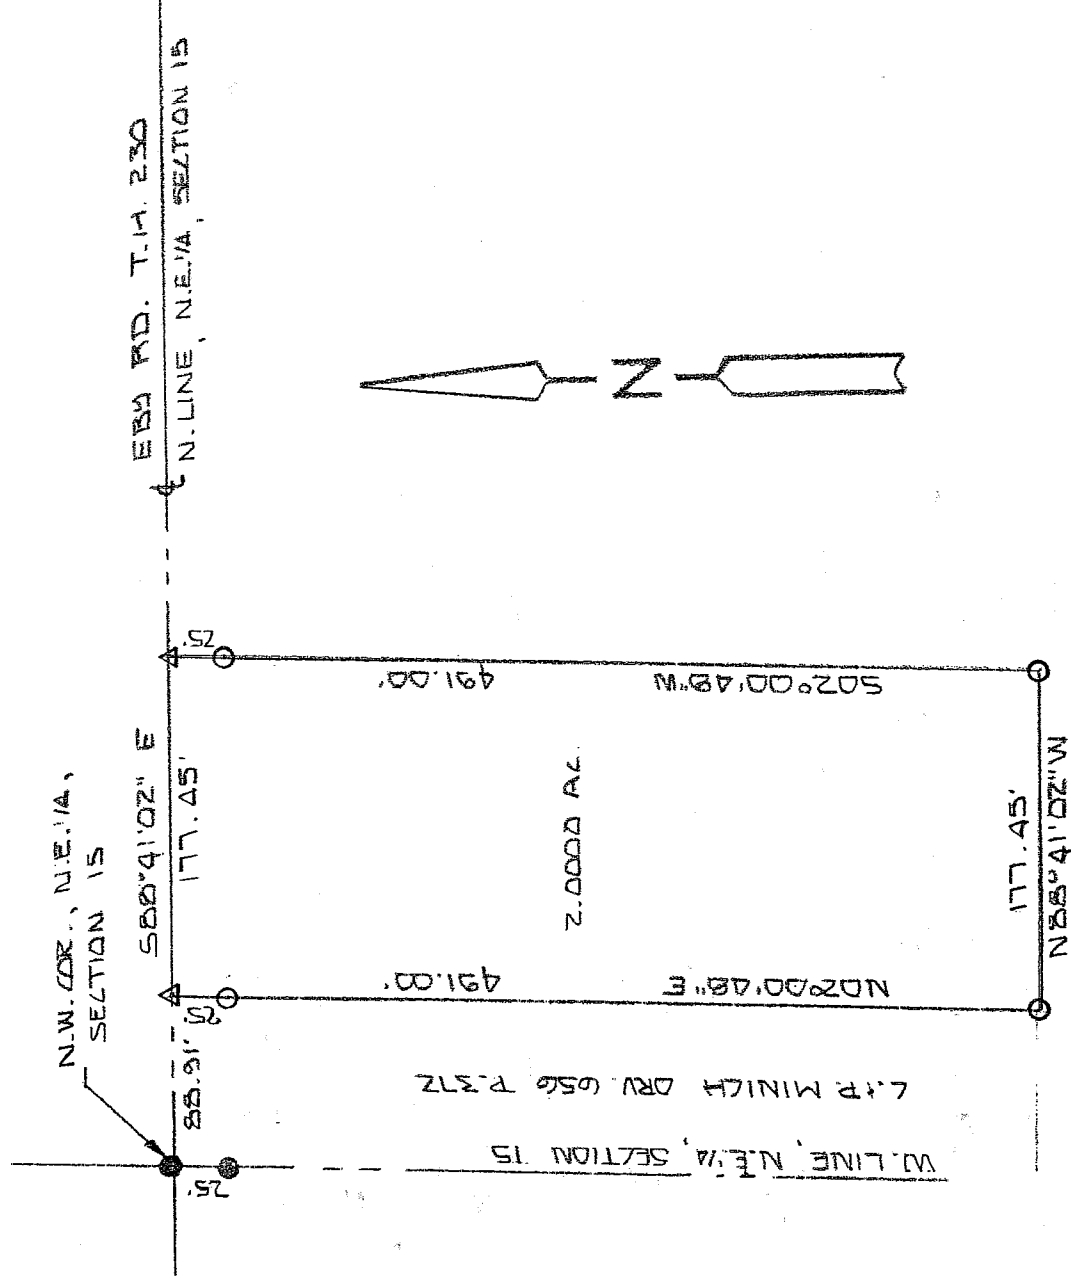 EBY RD. T.H. 230
N. LINE, N.E. 1/4, SECTION 15
N.W. COR., N.E. 1/4,
SECTION 15
S88°41'02" E
177.45'
88.91'
25'
25'
25'
N
491.00'
S02°00'48"W
2.0000 AC.
491.00'
N02°00'48"E
177.45'
N88°41'02"W
L.+P. MINICH DRV. 656 P.372
W. LINE, N.E. 1/4, SECTION 15